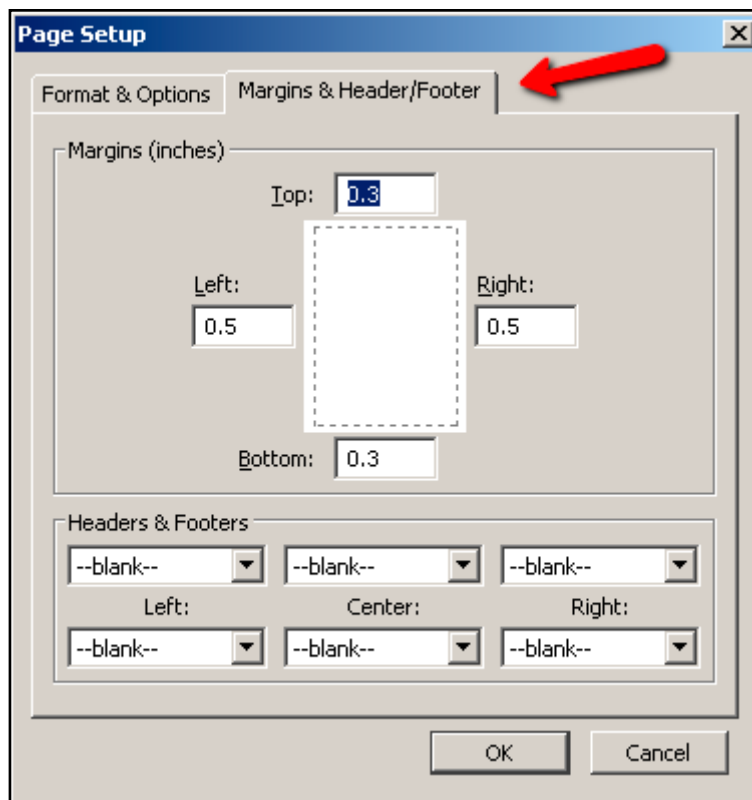 Page Setup
Format & Options
Margins & Header/Footer
Margins (inches)
Top: 0.3
Left:
Right:
0.5
0.5
Bottom: 0.3
Headers & Footers
--blank-- --blank-- --blank--
Left: Center: Right:
--blank-- --blank-- --blank--
OK Cancel